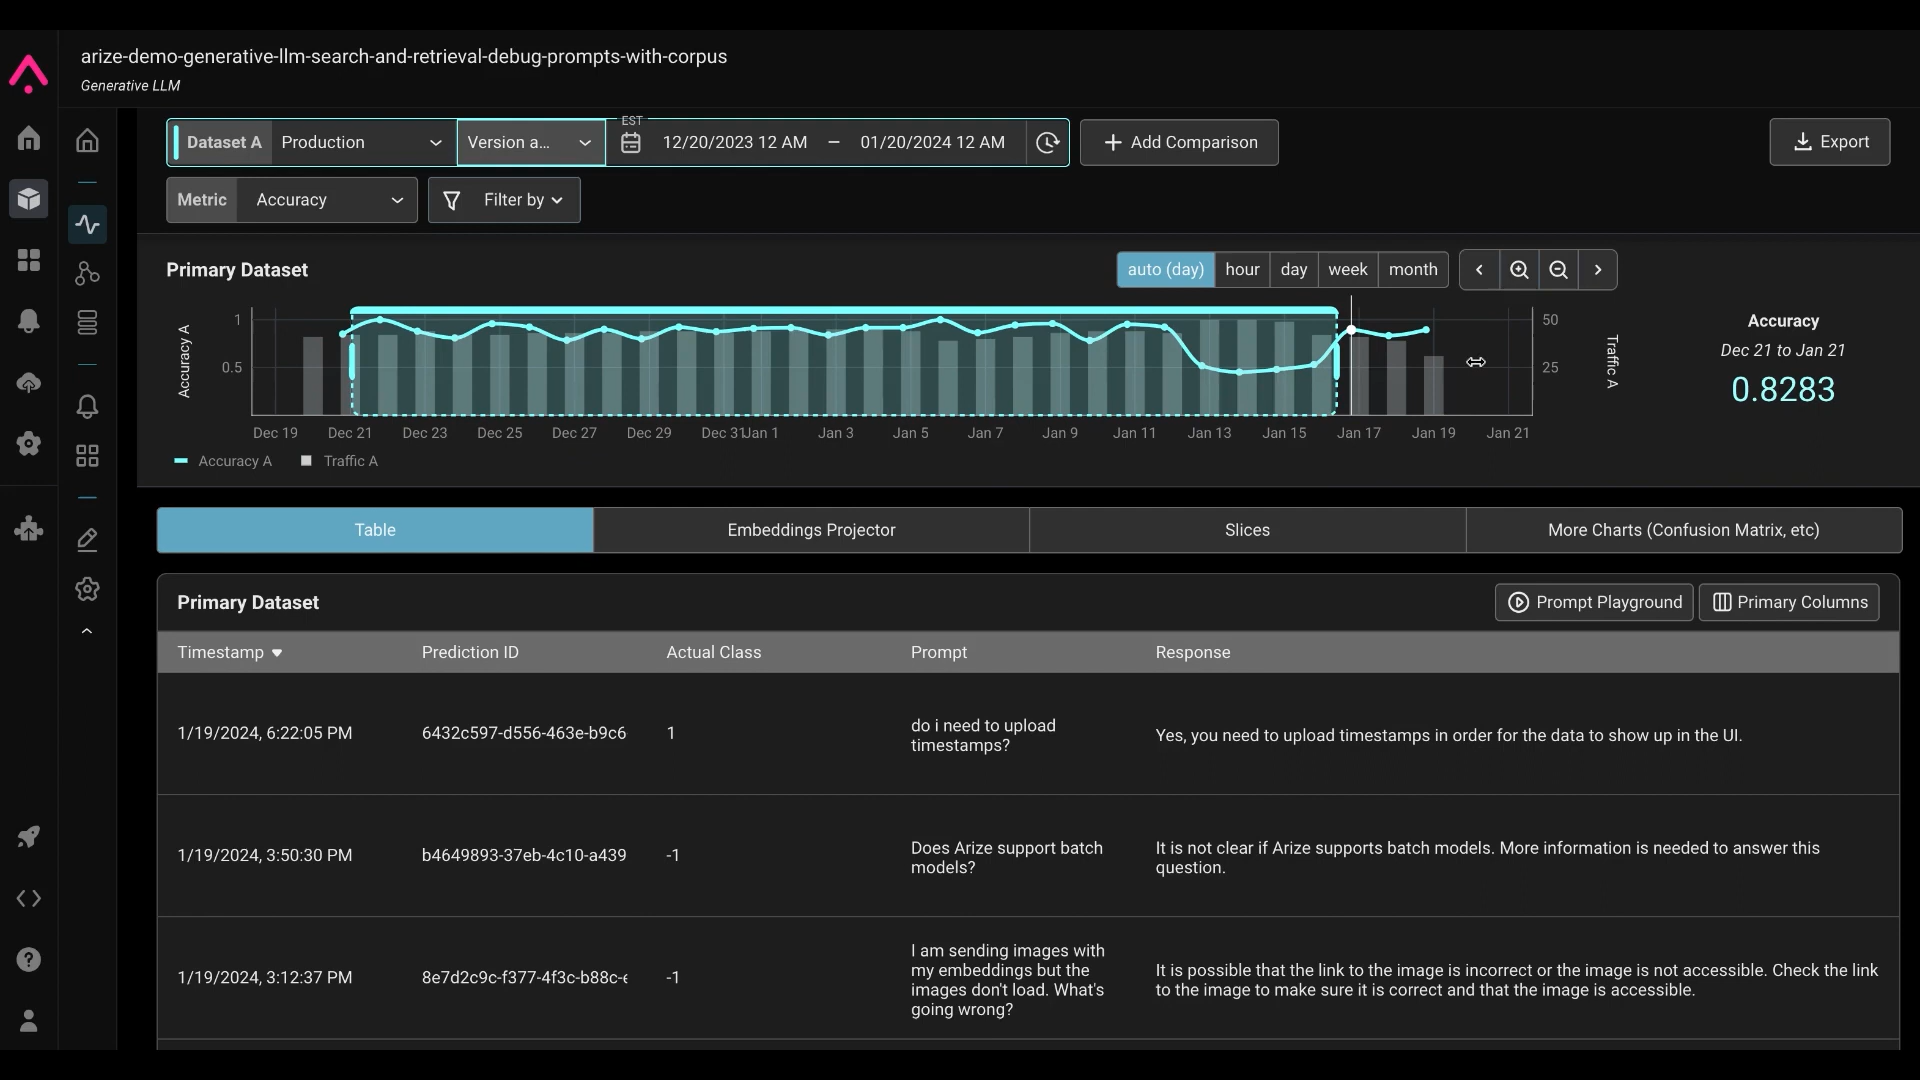 arize-demo-generative-llm-search-and-retrieval-debug-prompts-with-corpus
Generative LLM
Dataset A Production Version a... EST 12/20/2023 12 AM – 01/20/2024 12 AM Add Comparison Export
Metric Accuracy Filter by
Primary Dataset auto (day) hour day week month
Accuracy A
1
0.5
50
25
Traffic A
Dec 19 Dec 21 Dec 23 Dec 25 Dec 27 Dec 29 Dec 31 Jan 1 Jan 3 Jan 5 Jan 7 Jan 9 Jan 11 Jan 13 Jan 15 Jan 17 Jan 19 Jan 21
Accuracy A Traffic A
Accuracy
Dec 21 to Jan 21
0.8283
Table Embeddings Projector Slices More Charts (Confusion Matrix, etc)
Primary Dataset Prompt Playground Primary Columns
Timestamp Prediction ID Actual Class Prompt Response
1/19/2024, 6:22:05 PM 6432c597-d556-463e-b9c6 1
do i need to upload
timestamps?
Yes, you need to upload timestamps in order for the data to show up in the UI.
1/19/2024, 3:50:30 PM b4649893-37eb-4c10-a439 -1
Does Arize support batch
models?
It is not clear if Arize supports batch models. More information is needed to answer this
question.
1/19/2024, 3:12:37 PM 8e7d2c9c-f377-4f3c-b88c- -1
I am sending images with
my embeddings but the
images don't load. What's
going wrong?
It is possible that the link to the image is incorrect or the image is not accessible. Check the link
to the image to make sure it is correct and that the image is accessible.